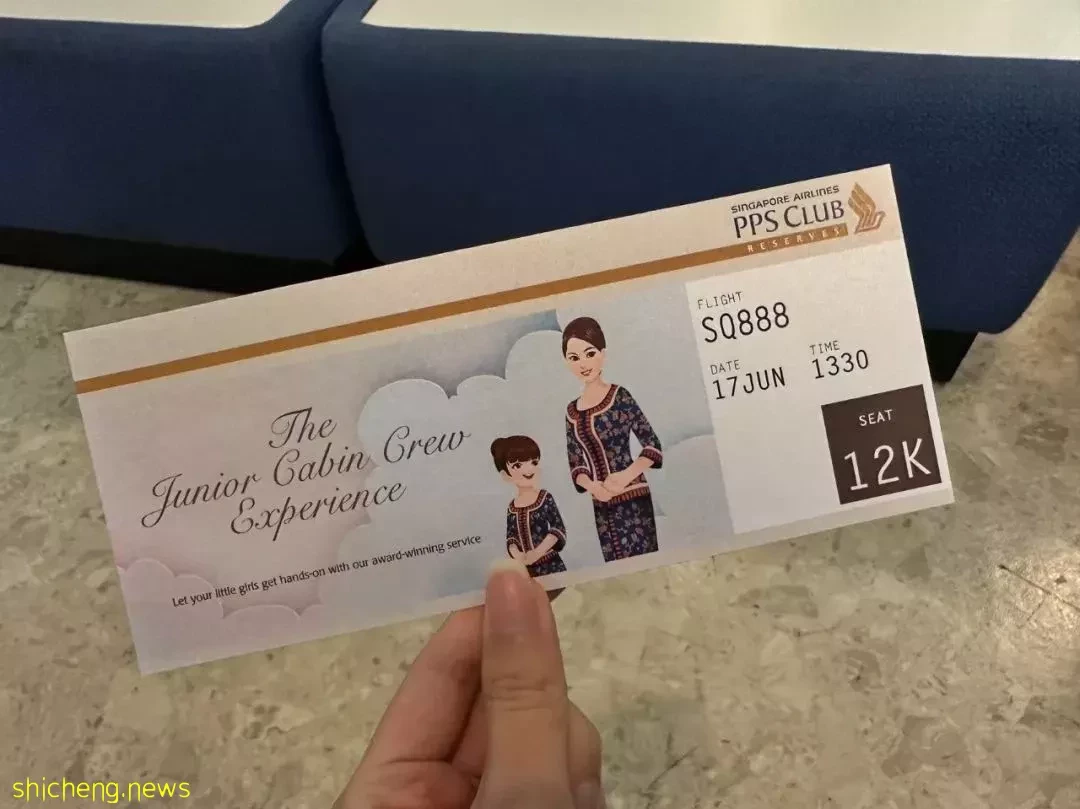 SINGAPORE AIRLINES
PPS CLUB
RESERVES
FLIGHT
SQ888
DATE
17JUN
TIME
1330
SEAT
12K
The
Junior Cabin Crew
Experience
Let your little girls get hands-on with our award-winning service
shicheng.news